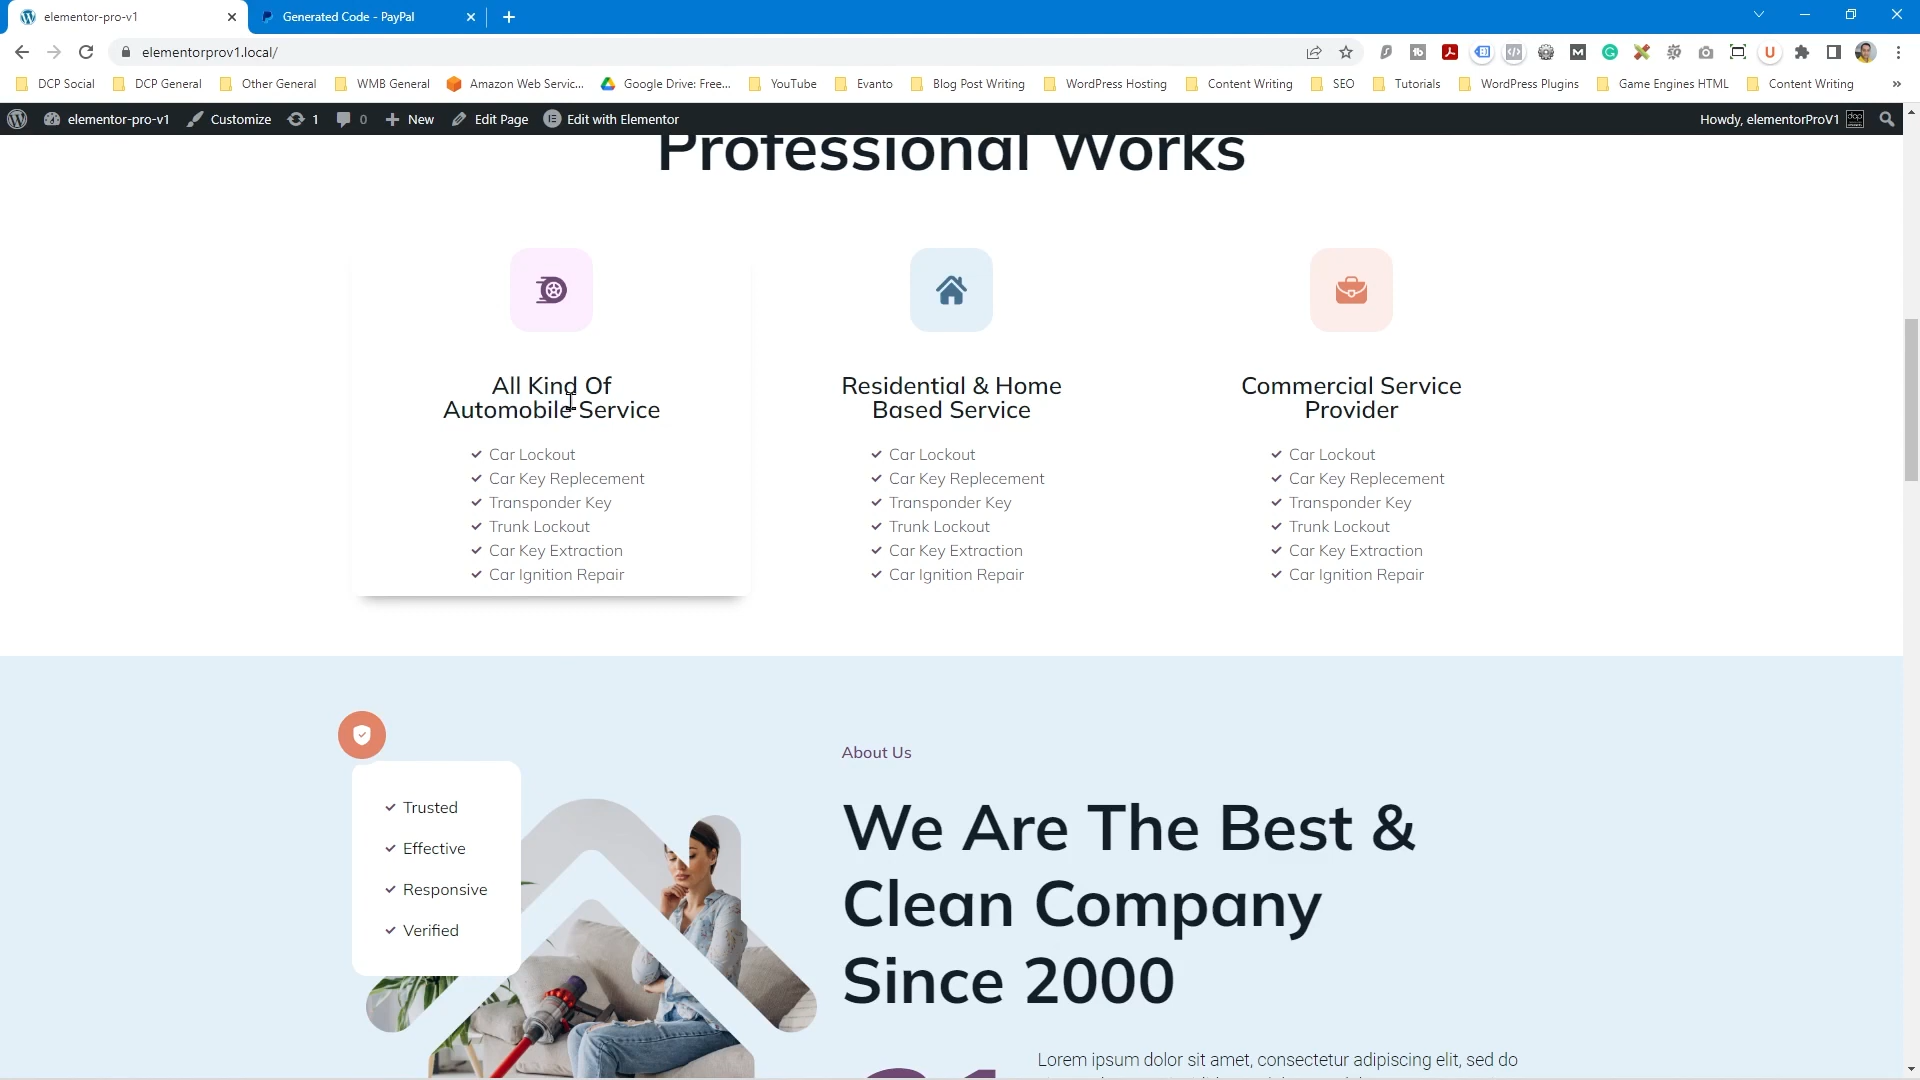 elementor-pro-v1
Generated Code - PayPal
elementorprov1.local/
DCP Social
DCP General
Other General
WMB General
Amazon Web Servic...
Google Drive: Free...
YouTube
Evanto
Blog Post Writing
WordPress Hosting
Content Writing
SEO
Tutorials
WordPress Plugins
Game Engines HTML
Content Writing
»
elementor-pro-v1
Customize
1
0
New
Edit Page
Edit with Elementor
Howdy, elementorProV1
Professional Works
All Kind Of
Automobile Service
Car Lockout
Car Key Replecement
Transponder Key
Trunk Lockout
Car Key Extraction
Car Ignition Repair
Residential & Home
Based Service
Car Lockout
Car Key Replecement
Transponder Key
Trunk Lockout
Car Key Extraction
Car Ignition Repair
Commercial Service
Provider
Car Lockout
Car Key Replecement
Transponder Key
Trunk Lockout
Car Key Extraction
Car Ignition Repair
Trusted
Effective
Responsive
Verified
About Us
We Are The Best &
Clean Company
Since 2000
Lorem ipsum dolor sit amet, consectetur adipiscing elit, sed do